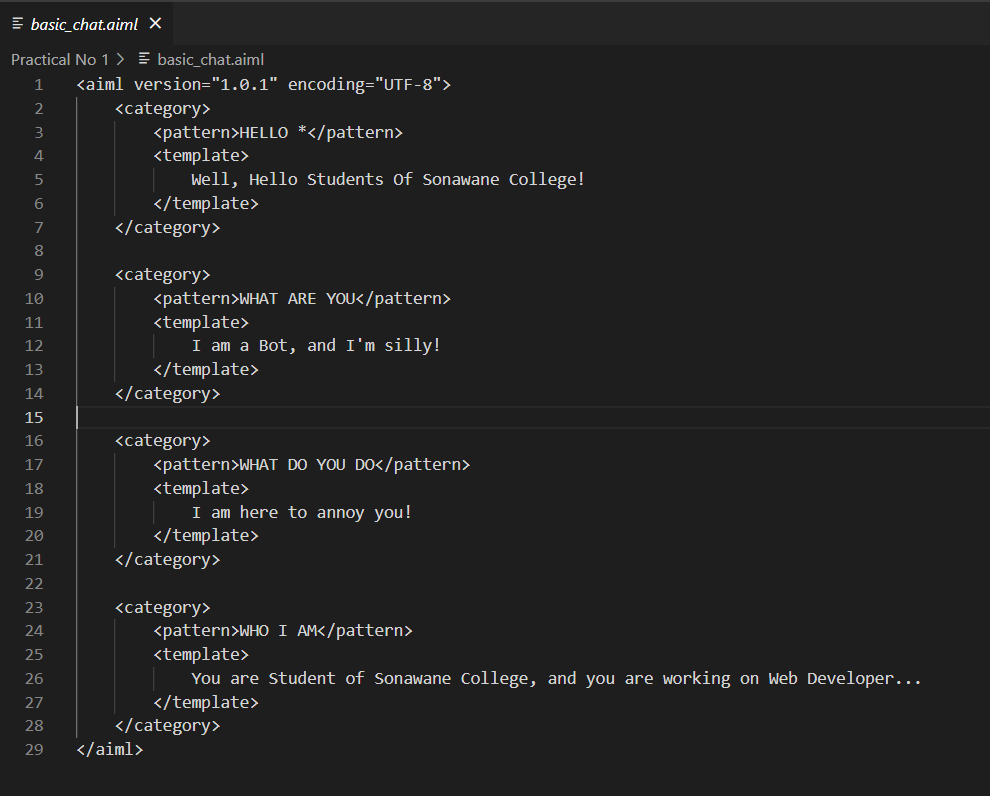 basic_chat.aiml
Practical No 1 > basic_chat.aiml
1 <aiml version="1.0.1" encoding="UTF-8">
2     <category>
3         <pattern>HELLO *</pattern>
4         <template>
5             Well, Hello Students Of Sonawane College!
6         </template>
7     </category>
8
9     <category>
10         <pattern>WHAT ARE YOU</pattern>
11         <template>
12             I am a Bot, and I'm silly!
13         </template>
14     </category>
15
16     <category>
17         <pattern>WHAT DO YOU DO</pattern>
18         <template>
19             I am here to annoy you!
20         </template>
21     </category>
22
23     <category>
24         <pattern>WHO I AM</pattern>
25         <template>
26             You are Student of Sonawane College, and you are working on Web Developer...
27         </template>
28     </category>
29 </aiml>